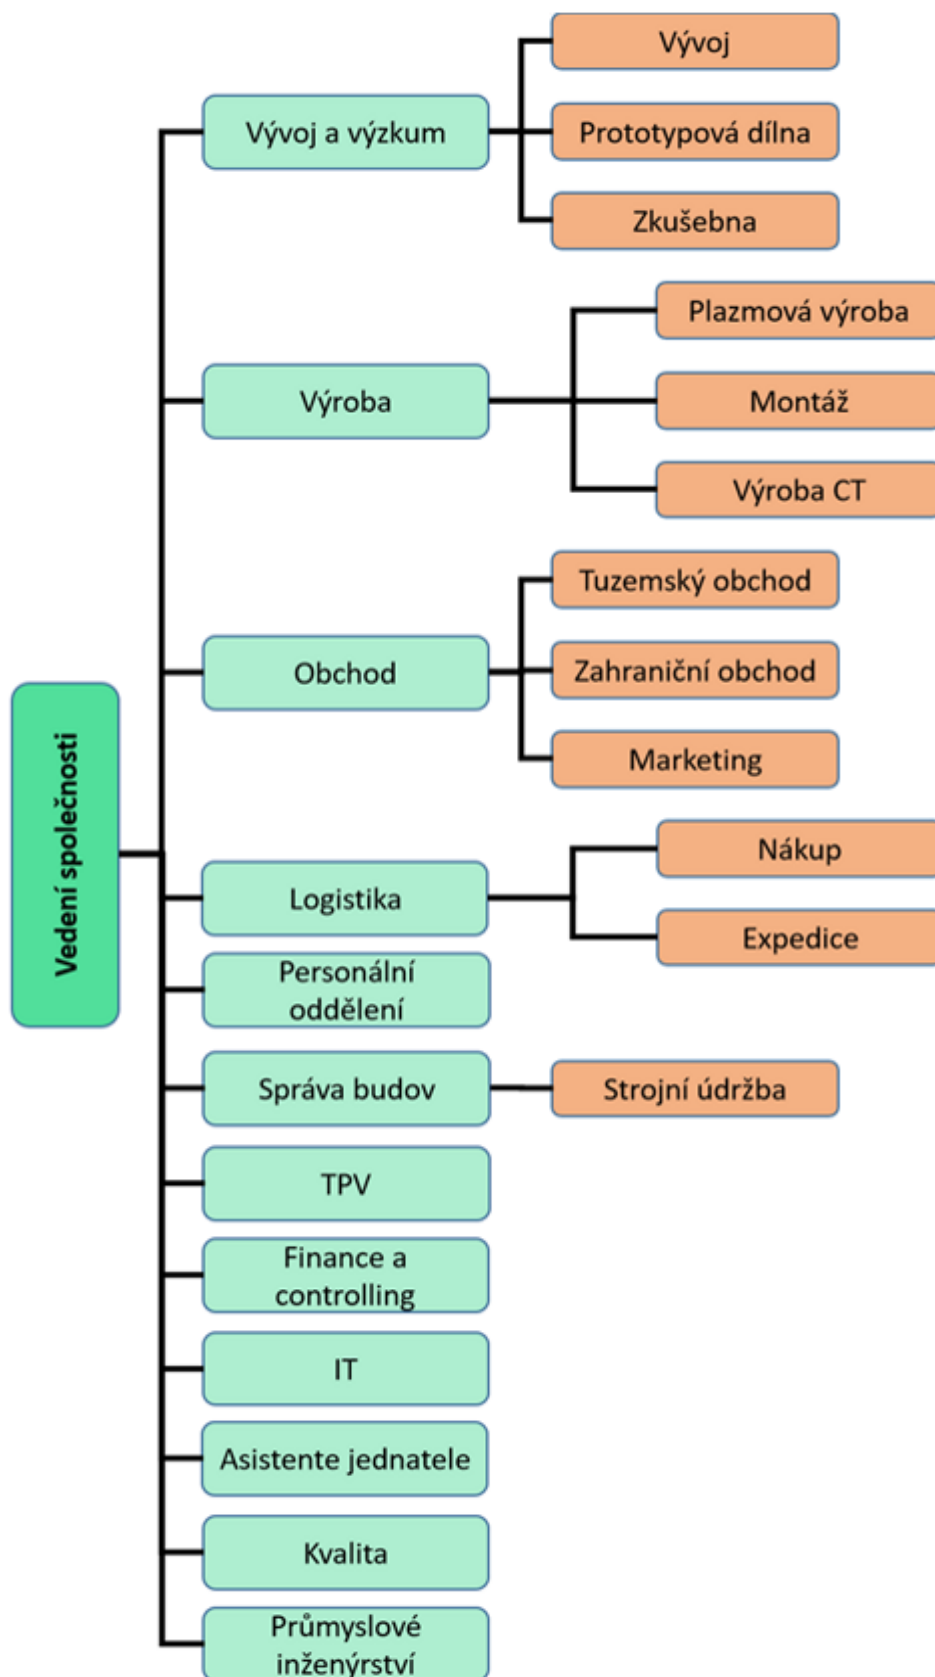 Vedení společnosti
Vývoj a výzkum
Vývoj
Prototypová dílna
Zkušebna
Výroba
Plazmová výroba
Montáž
Výroba CT
Obchod
Tuzemský obchod
Zahraniční obchod
Marketing
Logistika
Nákup
Expedice
Personální
oddělení
Správa budov
Strojní údržba
TPV
Finance a
controlling
IT
Asistente jednatele
Kvalita
Průmyslové
inženýrství